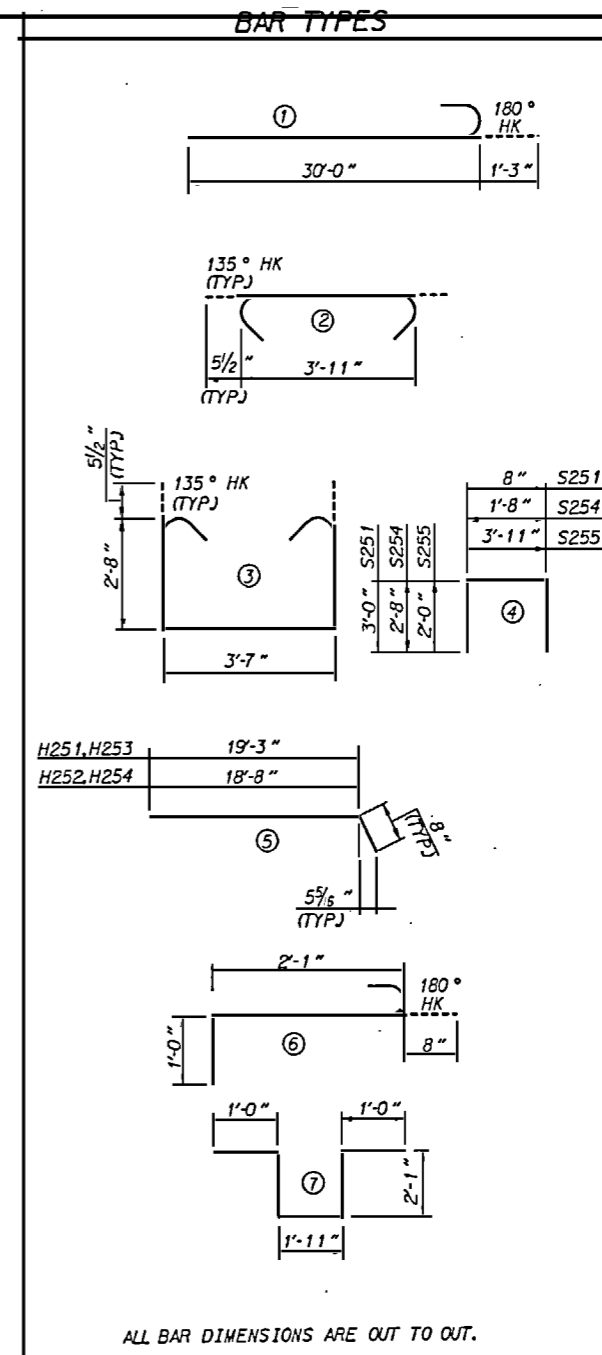 BAR TYPES
① 180° HK
30'-0" 1'-3"
135° HK
(TYP.)
②
5½" 3'-11"
(TYP.)
5½"
(TYP.)
135° HK
(TYP.)
2'-8"
③
3'-7"
8" S251
1'-8" S254
3'-11" S255
3'-0" S251
2'-8" S254
2'-0" S255
④
H251,H253 19'-3"
H252,H254 18'-8"
⑤
8"
(TYP.)
5 5/16"
(TYP.)
2'-1"
180°
HK
1'-0"
⑥
8"
1'-0" 1'-0"
⑦
2'-1"
1'-11"
ALL BAR DIMENSIONS ARE OUT TO OUT.